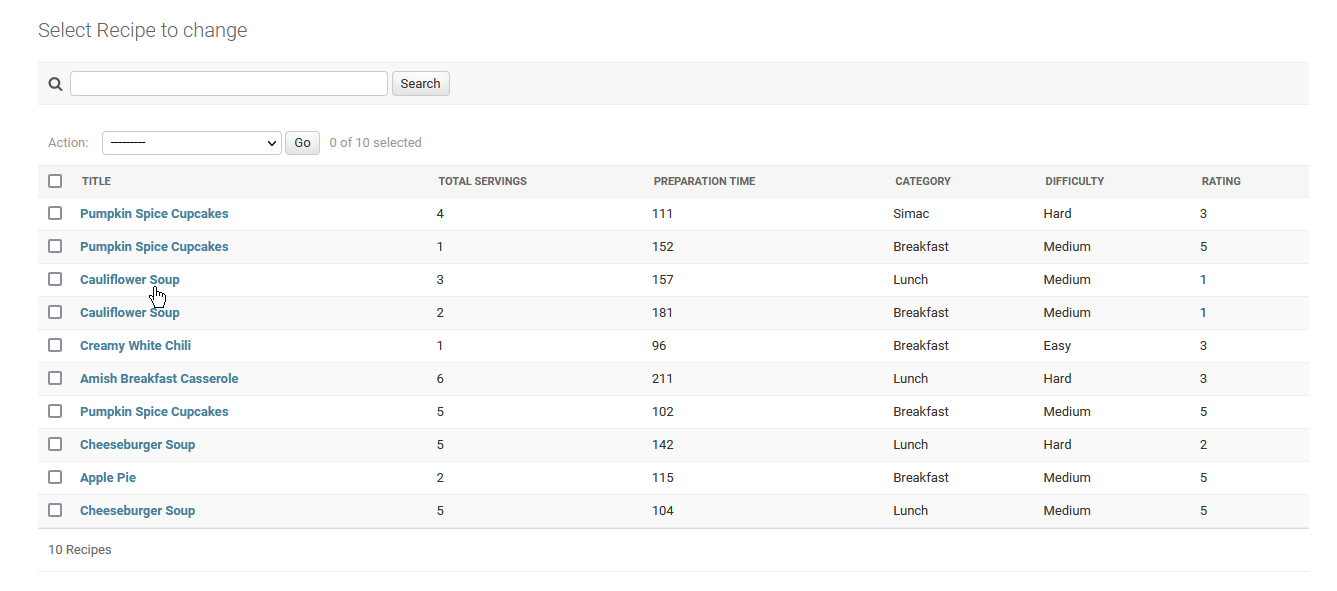 Select Recipe to change
Search
Action: --------- Go 0 of 10 selected
TITLE TOTAL SERVINGS PREPARATION TIME CATEGORY DIFFICULTY RATING
Pumpkin Spice Cupcakes 4 111 Simac Hard 3
Pumpkin Spice Cupcakes 1 152 Breakfast Medium 5
Cauliflower Soup 3 157 Lunch Medium 1
Cauliflower Soup 2 181 Breakfast Medium 1
Creamy White Chili 1 96 Breakfast Easy 3
Amish Breakfast Casserole 6 211 Lunch Hard 3
Pumpkin Spice Cupcakes 5 102 Breakfast Medium 5
Cheeseburger Soup 5 142 Lunch Hard 2
Apple Pie 2 115 Breakfast Medium 5
Cheeseburger Soup 5 104 Lunch Medium 5
10 Recipes